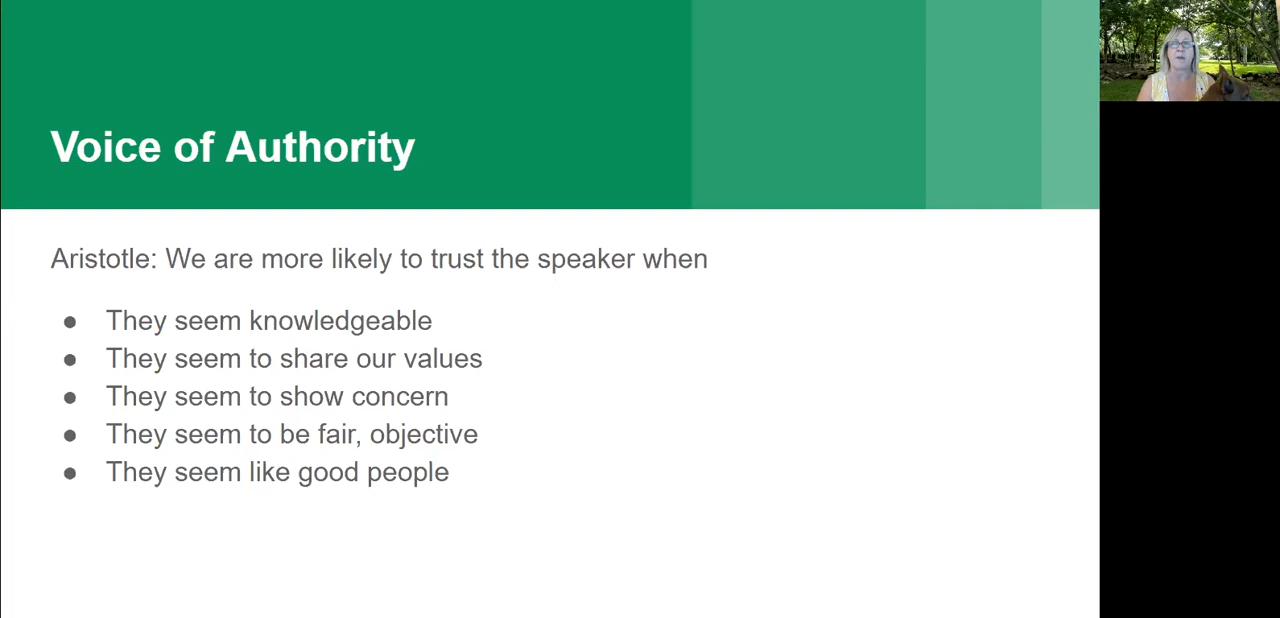 Voice of Authority
Aristotle: We are more likely to trust the speaker when
● They seem knowledgeable
● They seem to share our values
● They seem to show concern
● They seem to be fair, objective
● They seem like good people